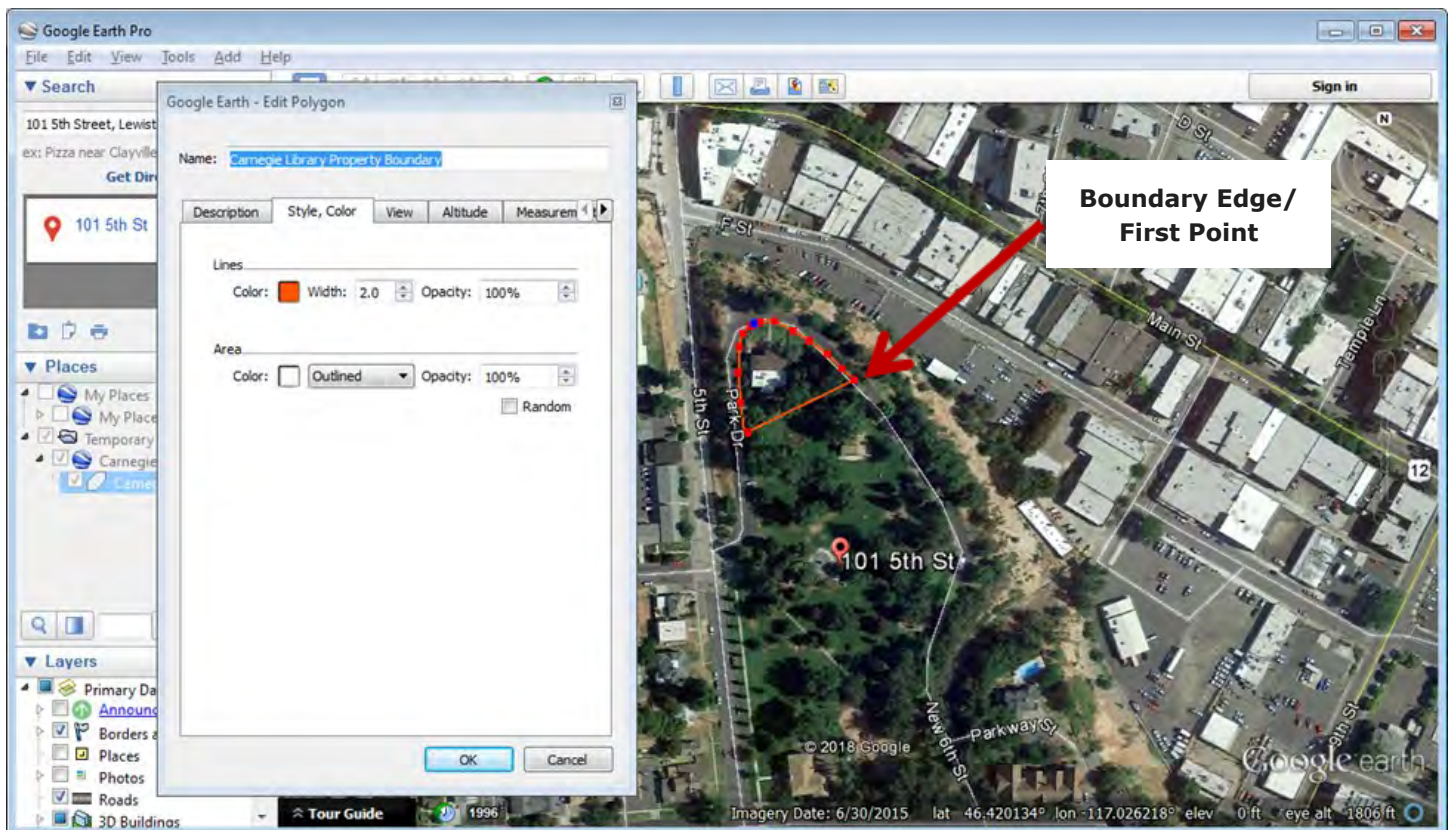 Google Earth Pro
File Edit View Tools Add Help
Search
Sign in
Google Earth - Edit Polygon
101 5th Street, Lewist
ex: Pizza near Clayville
Get Dir
101 5th St
Name: Carnegie Library Property Boundary
Description Style, Color View Altitude Measurem
Lines
Color: Width: 2.0 Opacity: 100%
Area
Color: Outlined Opacity: 100%
Random
Places
My Places
My Place
Temporary
Carnegie
Carneg
OK Cancel
Layers
Primary Da
Announc
Borders a
Places
Photos
Roads
3D Buildings
Tour Guide
1996
Boundary Edge/
First Point
N
D St
F St
Main St
Temple Ln
5th St
Park Dr
12
101 5th St
New 6th St
Parkway St
9th St
© 2018 Google
Google earth
Imagery Date: 6/30/2015 lat 46.420134° lon -117.026218° elev 0 ft eye alt 1806 ft